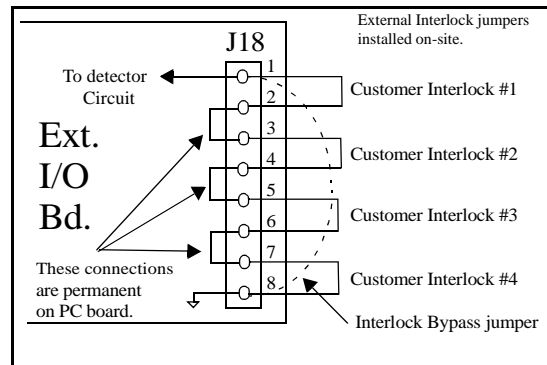 External Interlock jumpers
installed on-site.
J18
To detector
Circuit
1
2
3
4
5
6
7
8
Customer Interlock #1
Customer Interlock #2
Customer Interlock #3
Customer Interlock #4
Ext.
I/O
Bd.
These connections
are permanent
on PC board.
Interlock Bypass jumper